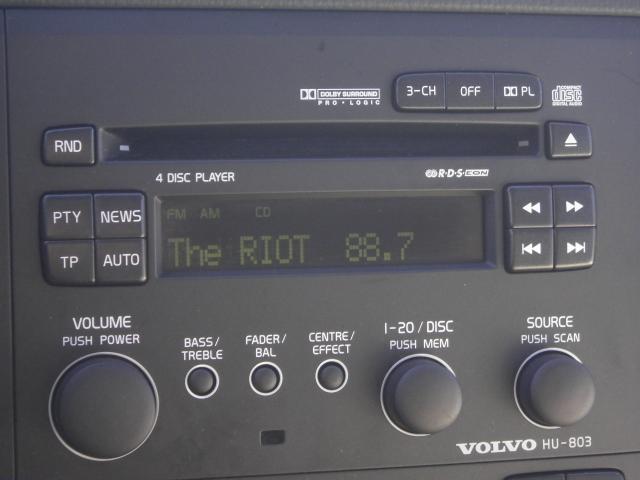 DOLBY SURROUND
PRO · LOGIC
3-CH OFF PL
COMPACT
disc
DIGITAL AUDIO
RND
4 DISC PLAYER
R·D·S·EON
PTY NEWS
TP AUTO
FM AM CD
The RIOT 88.7
VOLUME
PUSH POWER
BASS/
TREBLE
FADER/
BAL
CENTRE/
EFFECT
1-20/DISC
PUSH MEM
SOURCE
PUSH SCAN
VOLVO HU-803